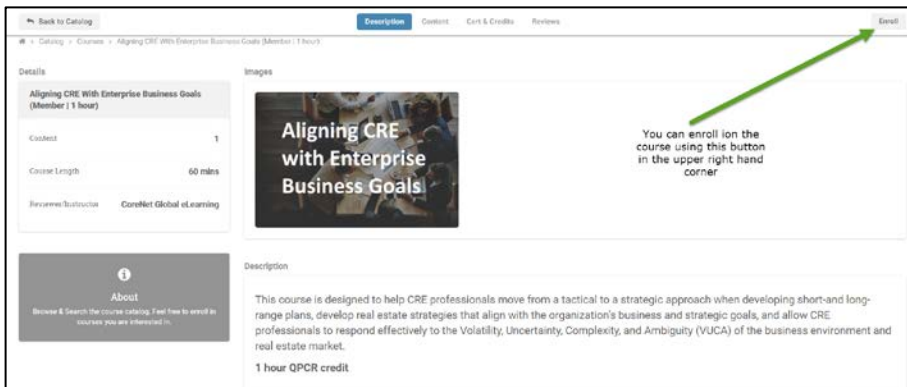 Back to Catalog
Description Content Cert & Credits Reviews
Enroll
Catalog > Courses > Aligning CRE With Enterprise Business Goals (Member | 1 hour)
Details
Aligning CRE With Enterprise Business Goals
(Member | 1 hour)
Content 1
Course Length 60 mins
Reviewer/Instructor CoreNet Global eLearning
About
Browse & Search the course catalog. Feel free to enroll in
courses you are interested in.
Images
Aligning CRE
with Enterprise
Business Goals
You can enroll ion the
course using this button
in the upper right hand
corner
Description
This course is designed to help CRE professionals move from a tactical to a strategic approach when developing short-and long-
range plans, develop real estate strategies that align with the organization's business and strategic goals, and allow CRE
professionals to respond effectively to the Volatility, Uncertainty, Complexity, and Ambiguity (VUCA) of the business environment and
real estate market.
1 hour QPCR credit